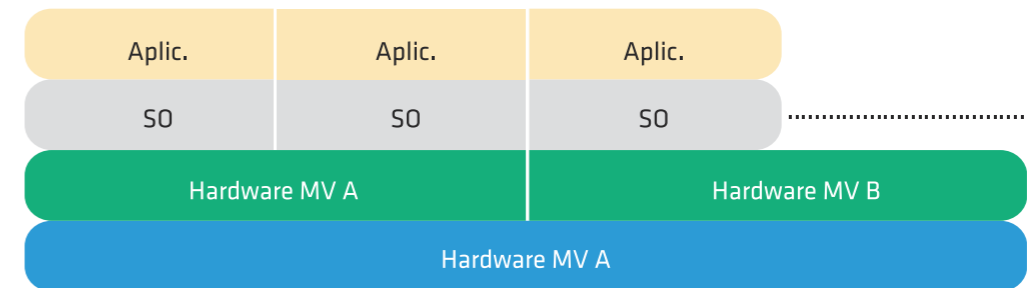 Aplic. Aplic. Aplic.
SO SO SO
Hardware MV A Hardware MV B
Hardware MV A